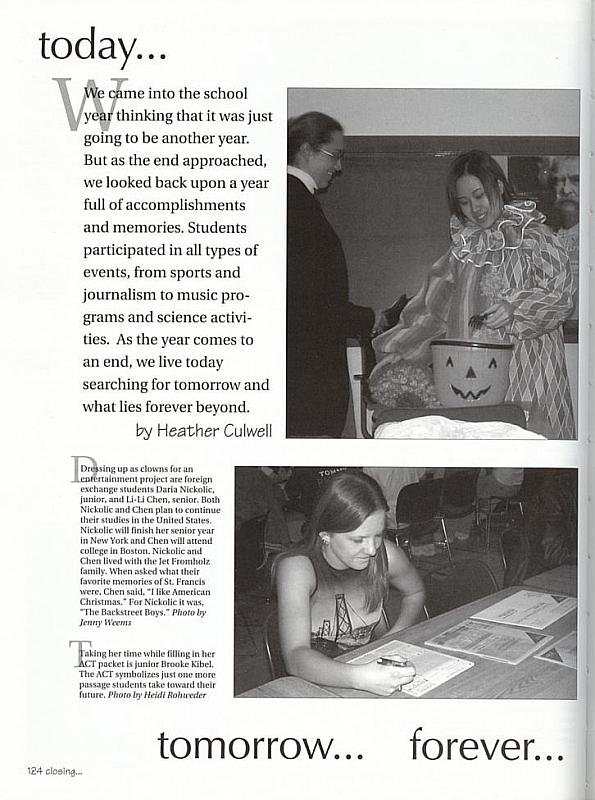 today...
We came into the school
year thinking that it was just
going to be another year.
But as the end approached,
we looked back upon a year
full of accomplishments
and memories. Students
participated in all types of
events, from sports and
journalism to music pro-
grams and science activi-
ties. As the year comes to
an end, we live today
searching for tomorrow and
what lies forever beyond.
by Heather Culwell
Dressing up as clowns for an
entertainment project are foreign
exchange students Daria Nickolic,
junior, and Li-Li Chen, senior. Both
Nickolic and Chen plan to continue
their studies in the United States.
Nickolic will finish her senior year
in New York and Chen will attend
college in Boston. Nickolic and
Chen lived with the Jet Fromholz
family. When asked what their
favorite memories of St. Francis
were, Chen said, "I like American
Christmas." For Nickolic it was,
"The Backstreet Boys." Photo by
Jenny Weems
Taking her time while filling in her
ACT packet is junior Brooke Kibel.
The ACT symbolizes just one more
passage students take toward their
future. Photo by Heidi Rohweder
tomorrow... forever...
124 closing...